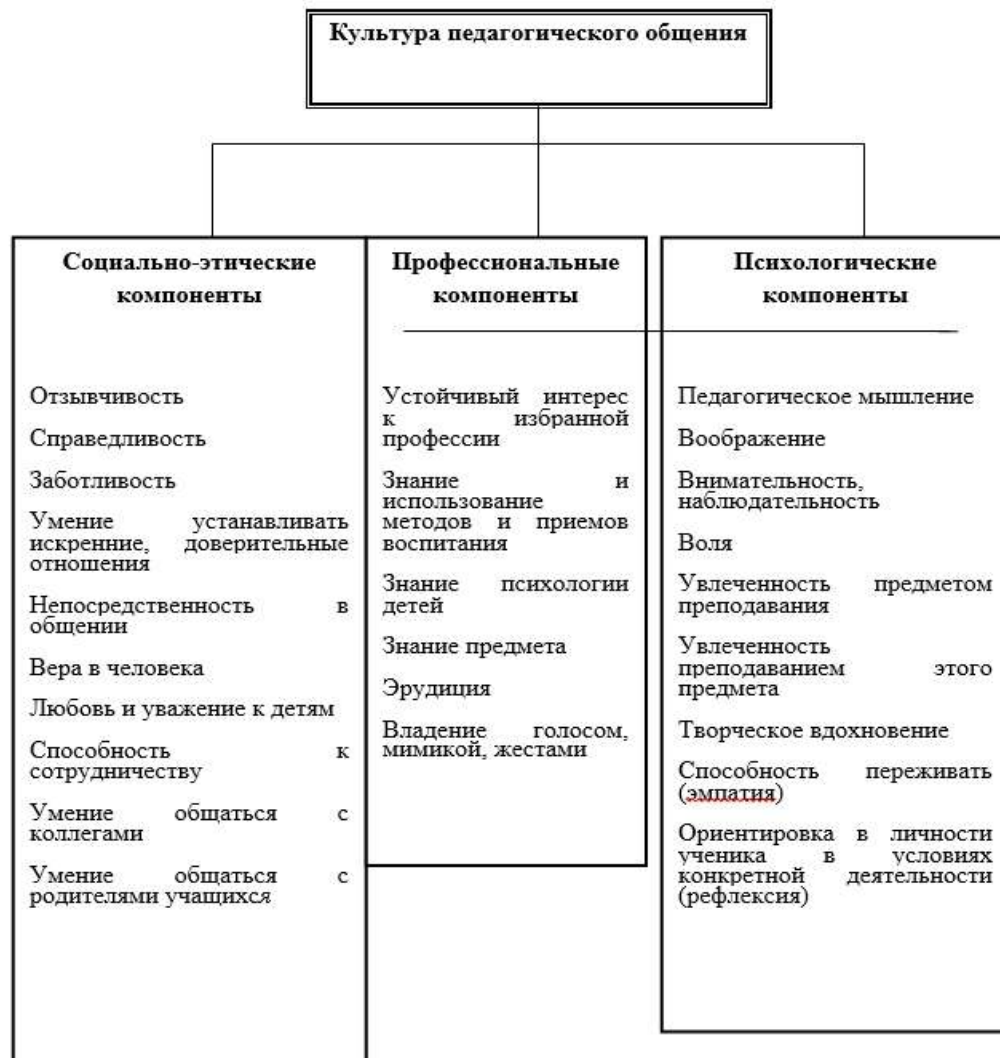 Культура педагогического общения
Социально-этические
компоненты
Отзывчивость
Справедливость
Заботливость
Умение устанавливать
искренние, доверительные
отношения
Непосредственность в
общении
Вера в человека
Любовь и уважение к детям
Способность к
сотрудничеству
Умение общаться с
коллегами
Умение общаться с
родителями учащихся
Профессиональные
компоненты
Устойчивый интерес
к избранной
профессии
Знание и
использование
методов и приемов
воспитания
Знание психологии
детей
Знание предмета
Эрудиция
Владение голосом,
мимикой, жестами
Психологические
компоненты
Педагогическое мышление
Воображение
Внимательность,
наблюдательность
Воля
Увлеченность предметом
преподавания
Увлеченность
преподаванием этого
предмета
Творческое вдохновение
Способность переживать
(эмпатия)
Ориентировка в личности
ученика в условиях
конкретной деятельности
(рефлексия)